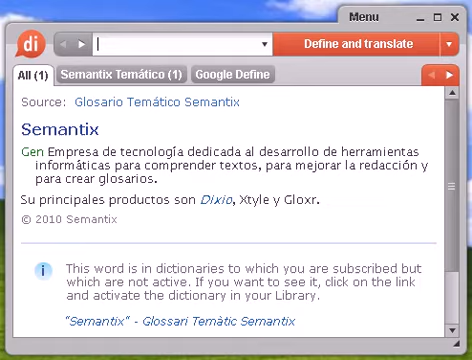 Menu
di
Define and translate
All (1)
Semantix Temático (1)
Google Define
Source: Glosario Temático Semantix
Semantix
Gen Empresa de tecnología dedicada al desarrollo de herramientas
informáticas para comprender textos, para mejorar la redacción y
para crear glosarios.
Su principales productos son Dixio, Xtyle y Gloxr.
© 2010 Semantix
i
This word is in dictionaries to which you are subscribed but
which are not active. If you want to see it, click on the link
and activate the dictionary in your Library.
"Semantix" - Glossari Temàtic Semantix